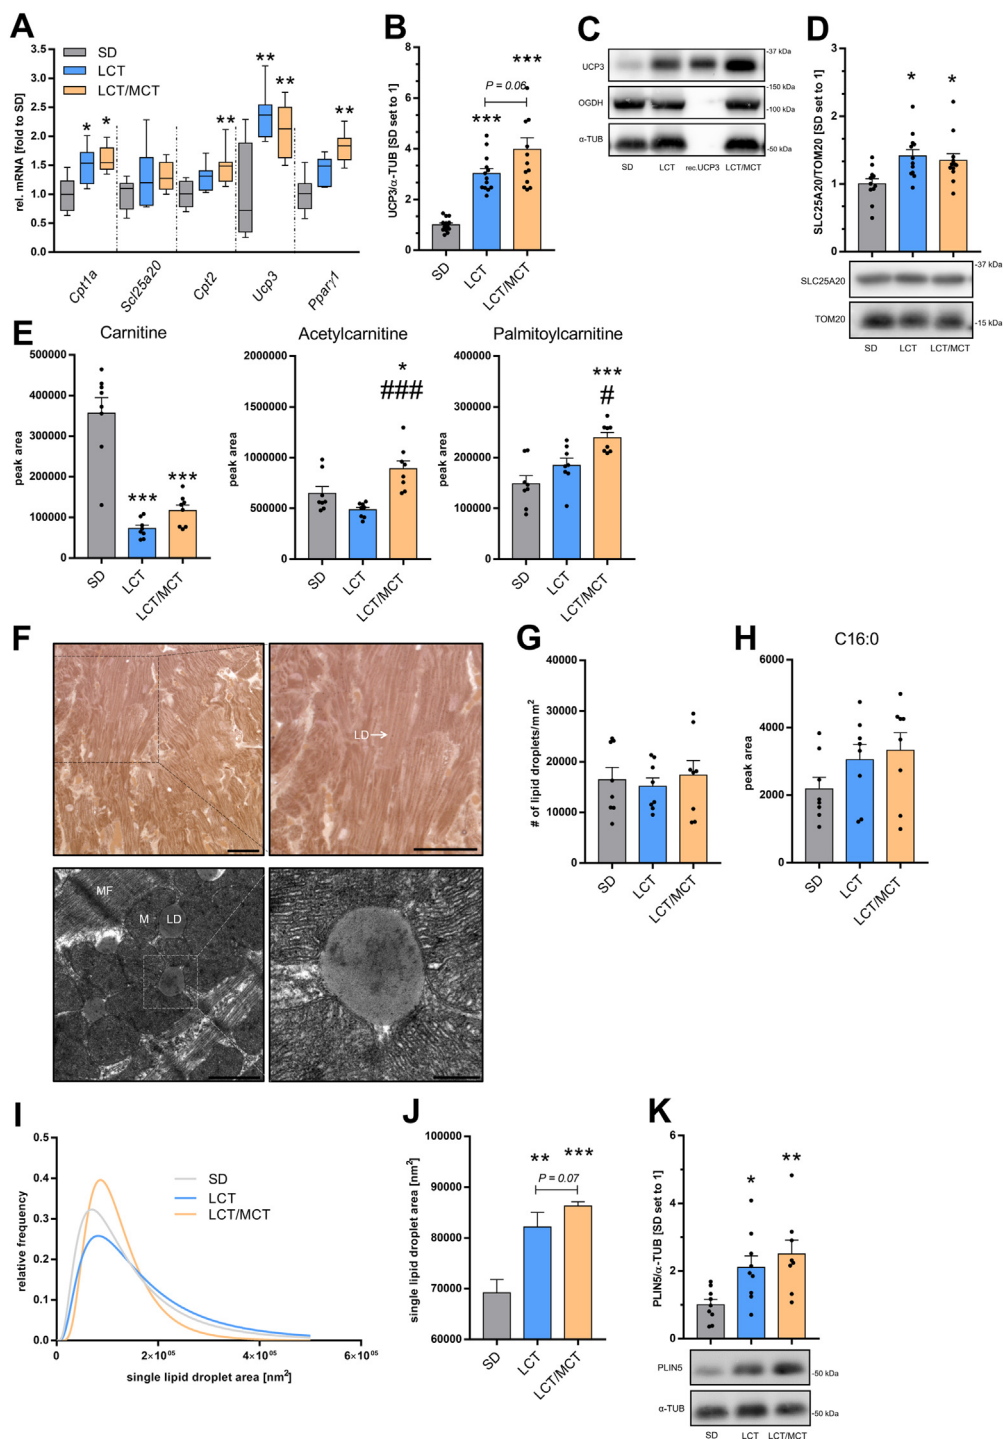 A
SD
LCT
LCT/MCT
rel. mRNA [fold to SD]
3.5
3.0
2.5
2.0
1.5
1.0
0.5
0.0
* *
**
**
**
**
Cpt1a
Scl25a20
Cpt2
Ucp3
Pparγ1
B
UCP3/α-TUB [SD set to 1]
8
6
4
2
0
***
P = 0.06
***
SD
LCT
LCT/MCT
C
UCP3
OGDH
α-TUB
-37 kDa
-150 kDa
-100 kDa
-50 kDa
SD LCT rec.UCP3 LCT/MCT
D
SLC25A20/TOM20 [SD set to 1]
3
2
1
0
* *
SLC25A20
-37 kDa
TOM20
-15 kDa
SD LCT LCT/MCT
E
Carnitine
peak area
500000
400000
300000
200000
100000
0
***
***
SD
LCT
LCT/MCT
Acetylcarnitine
peak area
2000000
1500000
1000000
500000
0
*
###
SD
LCT
LCT/MCT
Palmitoylcarnitine
peak area
400000
300000
200000
100000
0
***
#
SD
LCT
LCT/MCT
F
LD→
MF
M
LD
G
# of lipid droplets/mm²
40000
30000
20000
10000
0
SD
LCT
LCT/MCT
H
C16:0
peak area
6000
4000
2000
0
SD
LCT
LCT/MCT
I
relative frequency
0.5
0.4
0.3
0.2
0.1
0.0
SD
LCT
LCT/MCT
0 2×10⁰⁵ 4×10⁰⁵ 6×10⁰⁵
single lipid droplet area [nm²]
J
single lipid droplet area [nm²]
100000
90000
80000
70000
60000
**
***
P = 0.07
SD
LCT
LCT/MCT
K
PLIN5/α-TUB [SD set to 1]
6
4
2
0
*
**
PLIN5
-50 kDa
α-TUB
-50 kDa
SD LCT LCT/MCT